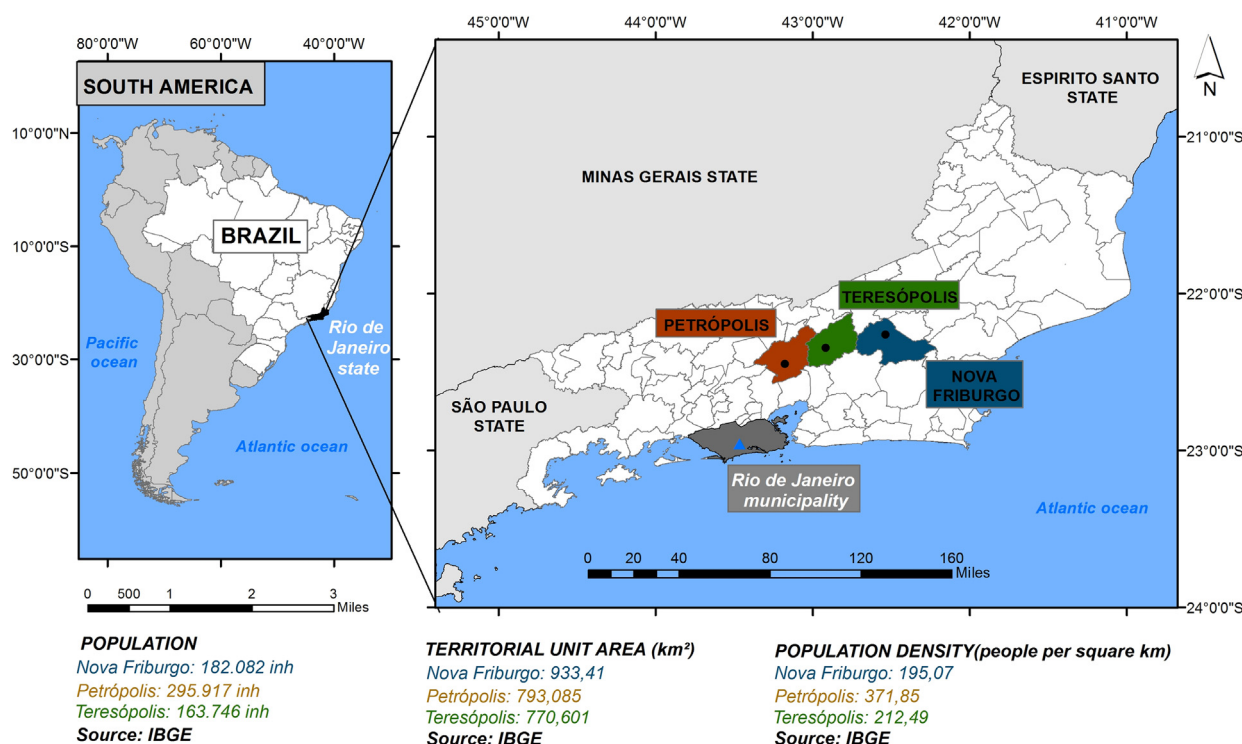 80°0'0"W 60°0'0"W 40°0'0"W
SOUTH AMERICA
10°0'0"N
10°0'0"S
30°0'0"S
50°0'0"S
BRAZIL
Pacific
ocean
Rio de
Janeiro
state
Atlantic ocean
0 500 1 2 3
Miles
45°0'0"W 44°0'0"W 43°0'0"W 42°0'0"W 41°0'0"W
N
ESPIRITO SANTO
STATE
21°0'0"S
MINAS GERAIS STATE
22°0'0"S
TERESÓPOLIS
PETRÓPOLIS
NOVA
FRIBURGO
SÃO PAULO
STATE
23°0'0"S
Rio de Janeiro
municipality
Atlantic ocean
0 10 20 40 80 120 160
Miles
24°0'0"S
POPULATION
Nova Friburgo: 182.082 inh
Petrópolis: 295.917 inh
Teresópolis: 163.746 inh
Source: IBGE
TERRITORIAL UNIT AREA (km²)
Nova Friburgo: 933,41
Petrópolis: 793,085
Teresópolis: 770,601
Source: IBGE
POPULATION DENSITY(people per square km)
Nova Friburgo: 195,07
Petrópolis: 371,85
Teresópolis: 212,49
Source: IBGE